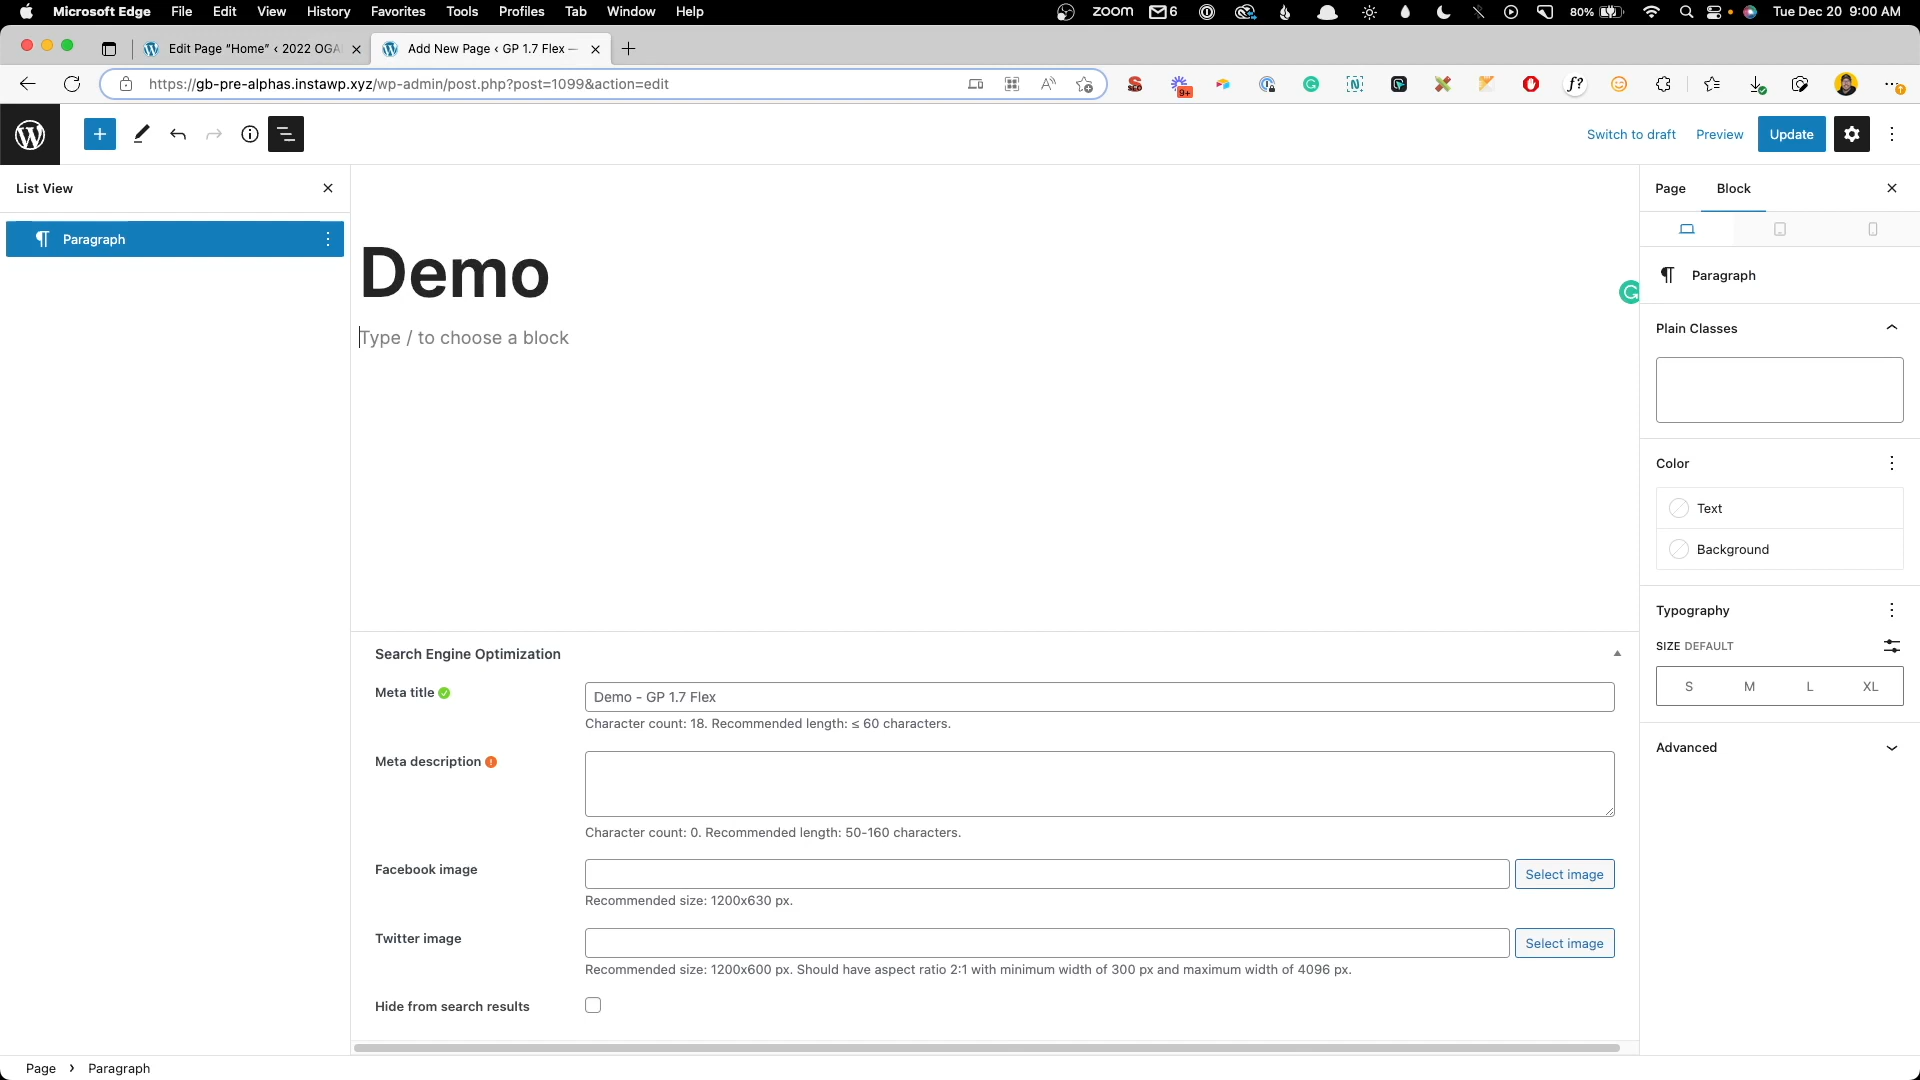 Microsoft Edge File Edit View History Favorites Tools Profiles Tab Window Help
zoom 6 80% Tue Dec 20 9:00 AM
Edit Page “Home” ‹ 2022 OGA
Add New Page ‹ GP 1.7 Flex —
https://gb-pre-alphas.instawp.xyz/wp-admin/post.php?post=1099&action=edit
9+
Switch to draft
Preview
Update
List View
Paragraph
Demo
Type / to choose a block
Search Engine Optimization
Meta title
Demo - GP 1.7 Flex
Character count: 18. Recommended length: ≤ 60 characters.
Meta description
Character count: 0. Recommended length: 50-160 characters.
Facebook image
Select image
Recommended size: 1200x630 px.
Twitter image
Select image
Recommended size: 1200x600 px. Should have aspect ratio 2:1 with minimum width of 300 px and maximum width of 4096 px.
Hide from search results
Page Block
Paragraph
Plain Classes
Color
Text
Background
Typography
SIZE DEFAULT
S M L XL
Advanced
Page › Paragraph